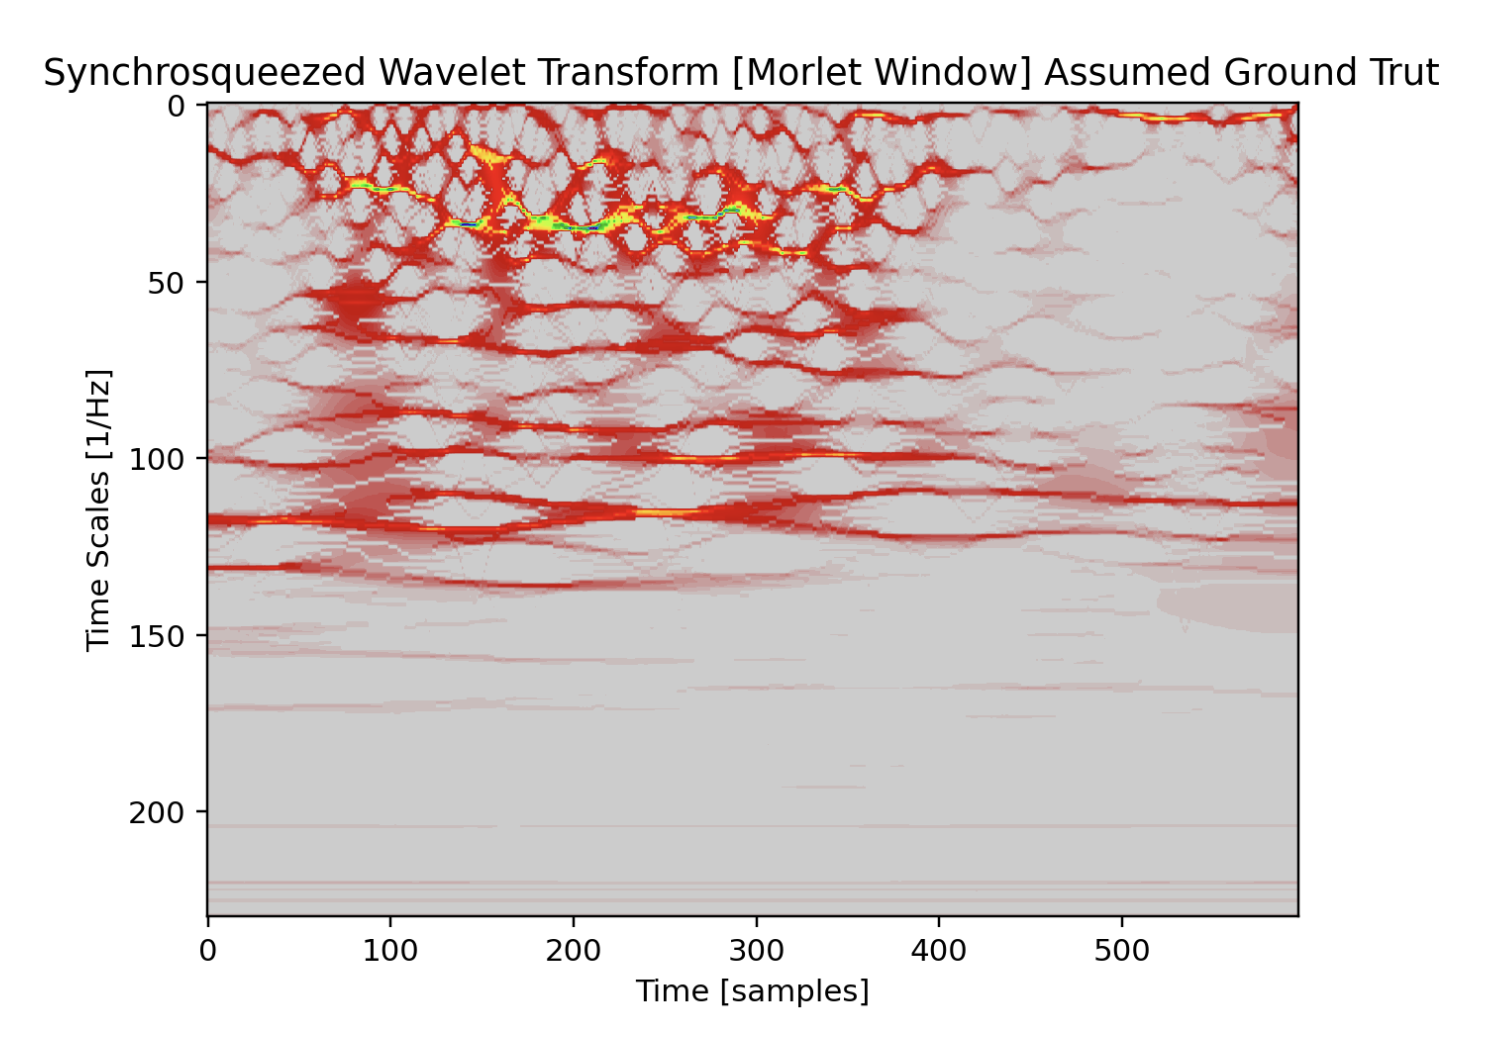 Synchrosqueezed Wavelet Transform [Morlet Window] Assumed Ground Trut
0
50
100
150
200
Time Scales [1/Hz]
0 100 200 300 400 500
Time [samples]